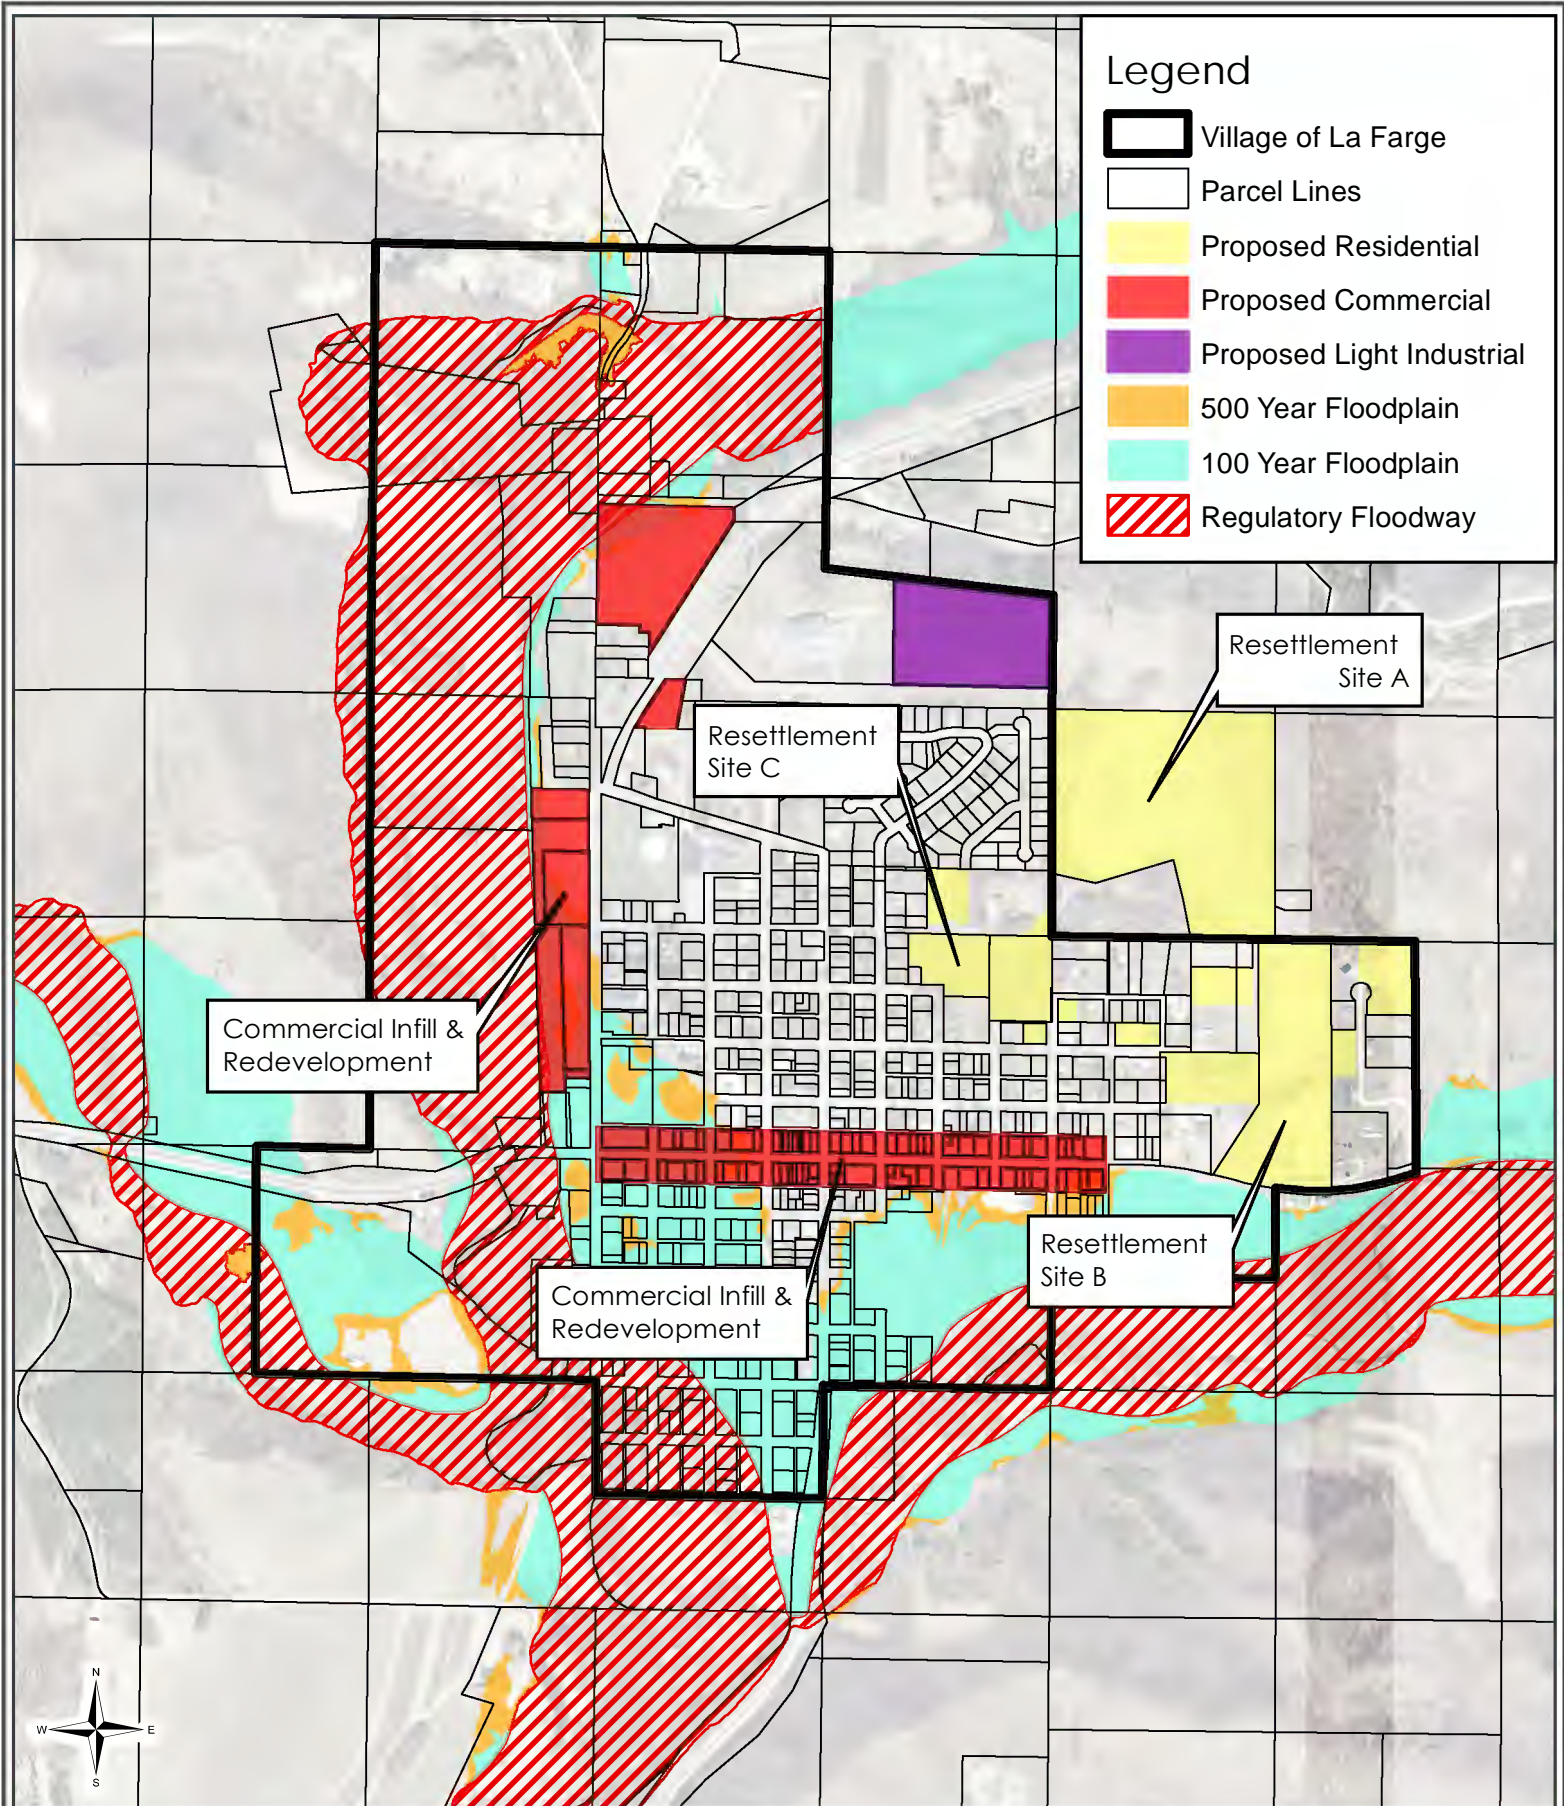 Legend
Village of La Farge
Parcel Lines
Proposed Residential
Proposed Commercial
Proposed Light Industrial
500 Year Floodplain
100 Year Floodplain
Regulatory Floodway
Resettlement
Site A
Resettlement
Site C
Commercial Infill &
Redevelopment
Resettlement
Site B
Commercial Infill &
Redevelopment
N
W
E
S